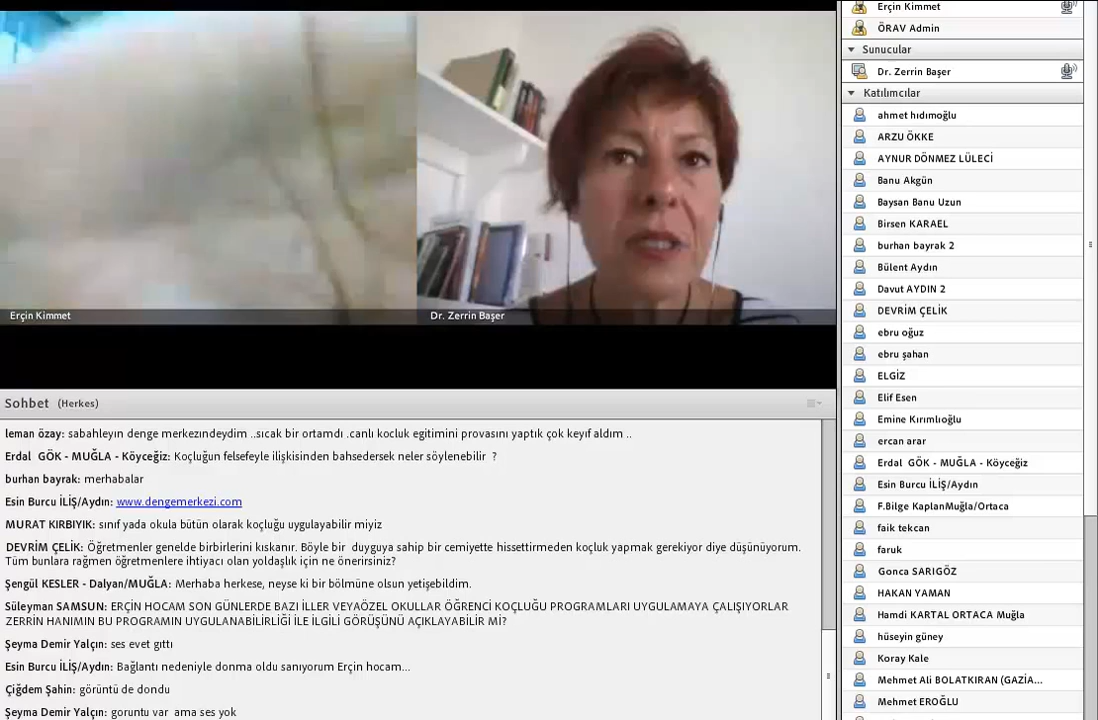 Erçin Kimmet
Dr. Zerrin Başer
Sohbet (Herkes)
leman özay: sabahleyın denge merkezındeydim ..sıcak bir ortamdı .canlı kocluk egitimini provasını yaptık çok keyıf aldım ..
Erdal GÖK - MUĞLA - Köyceğiz: Koçluğun felsefeyle ilişkisinden bahsedersek neler söylenebilir ?
burhan bayrak: merhabalar
Esin Burcu İLİŞ/Aydın: www.dengemerkezi.com
MURAT KIRBIYIK: sınıf yada okula bütün olarak koçluğu uygulayabilir miyiz
DEVRİM ÇELİK: Öğretmenler genelde birbirlerini kıskanır. Böyle bir duyguya sahip bir cemiyette hissettirmeden koçluk yapmak gerekiyor diye düşünüyorum.
Tüm bunlara rağmen öğretmenlere ihtiyacı olan yoldaşlık için ne önerirsiniz?
Şengül KESLER - Dalyan/MUĞLA: Merhaba herkese, neyse ki bir bölmüne olsun yetişebildim.
Süleyman SAMSUN: ERÇİN HOCAM SON GÜNLERDE BAZI İLLER VEYAÖZEL OKULLAR ÖĞRENCİ KOÇLUĞU PROGRAMLARI UYGULAMAYA ÇALIŞIYORLAR
ZERRİN HANIMIN BU PROGRAMIN UYGULANABİLİRLİĞİ İLE İLGİLİ GÖRÜŞÜNÜ AÇIKLAYABİLİR Mİ?
Şeyma Demir Yalçın: ses evet gıttı
Esin Burcu İLİŞ/Aydın: Bağlantı nedeniyle donma oldu sanıyorum Erçin hocam...
Çiğdem Şahin: görüntü de dondu
Şeyma Demir Yalçın: goruntu var ama ses yok
Erçin Kimmet
ÖRAV Admin
Sunucular
Dr. Zerrin Başer
Katılımcılar
ahmet hıdımoğlu
ARZU ÖKKE
AYNUR DÖNMEZ LÜLECİ
Banu Akgün
Baysan Banu Uzun
Birsen KARAEL
burhan bayrak 2
Bülent Aydın
Davut AYDIN 2
DEVRİM ÇELİK
ebru oğuz
ebru şahan
ELGİZ
Elif Esen
Emine Kırımlıoğlu
ercan arar
Erdal GÖK - MUĞLA - Köyceğiz
Esin Burcu İLİŞ/Aydın
F.Bilge KaplanMuğla/Ortaca
faik tekcan
faruk
Gonca SARIGÖZ
HAKAN YAMAN
Hamdi KARTAL ORTACA Muğla
hüseyin güney
Koray Kale
Mehmet Ali BOLATKIRAN (GAZİA...
Mehmet EROĞLU